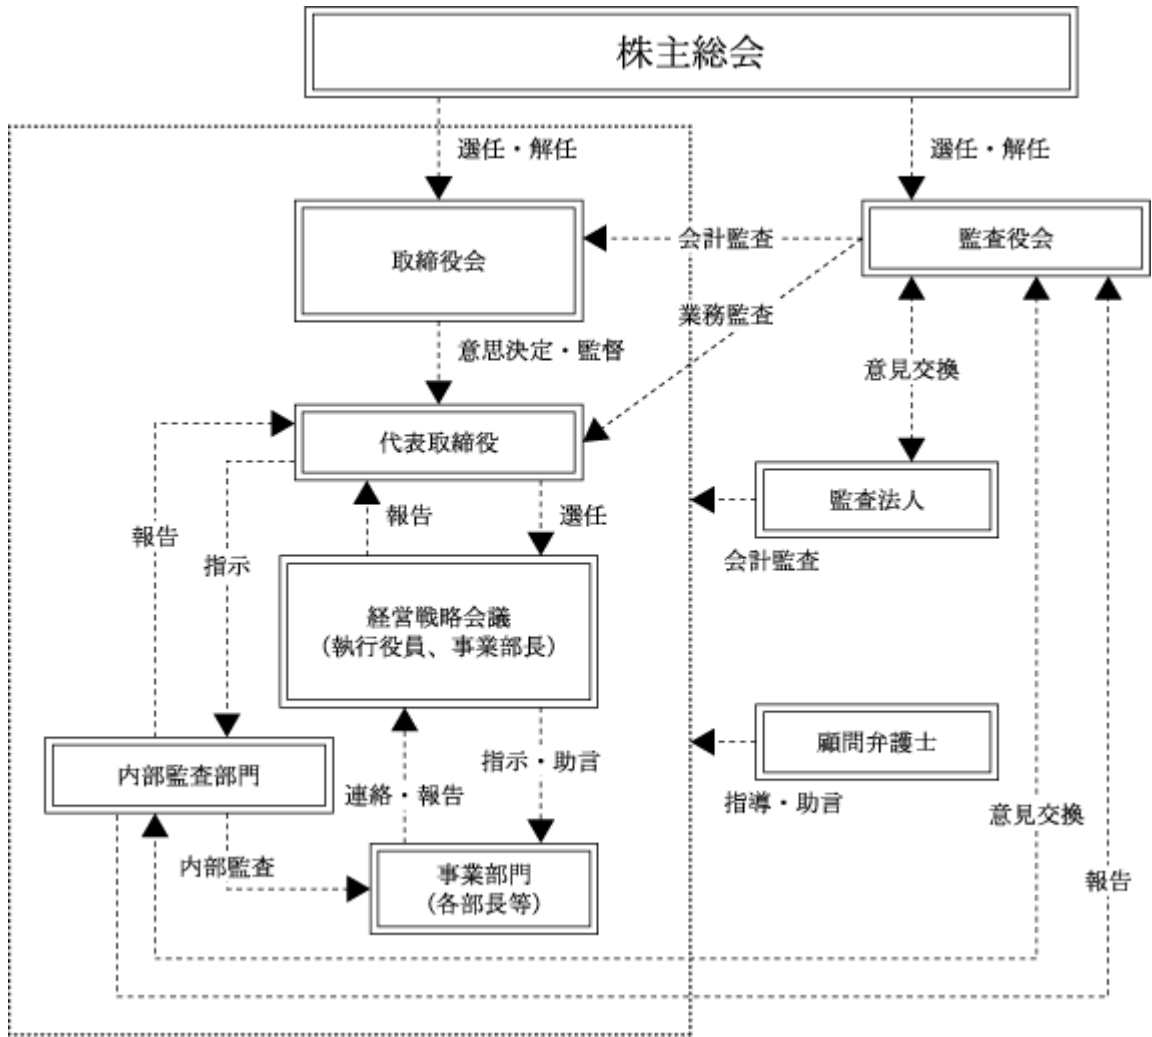 株主総会
選任・解任
選任・解任
取締役会
会計監査
監査役会
業務監査
意思決定・監督
意見交換
代表取締役
報告
選任
監査法人
報告
指示
会計監査
経営戦略会議
(執行役員、事業部長)
顧問弁護士
指示・助言
内部監査部門
連絡・報告
指導・助言
意見交換
内部監査
事業部門
(各部長等)
報告